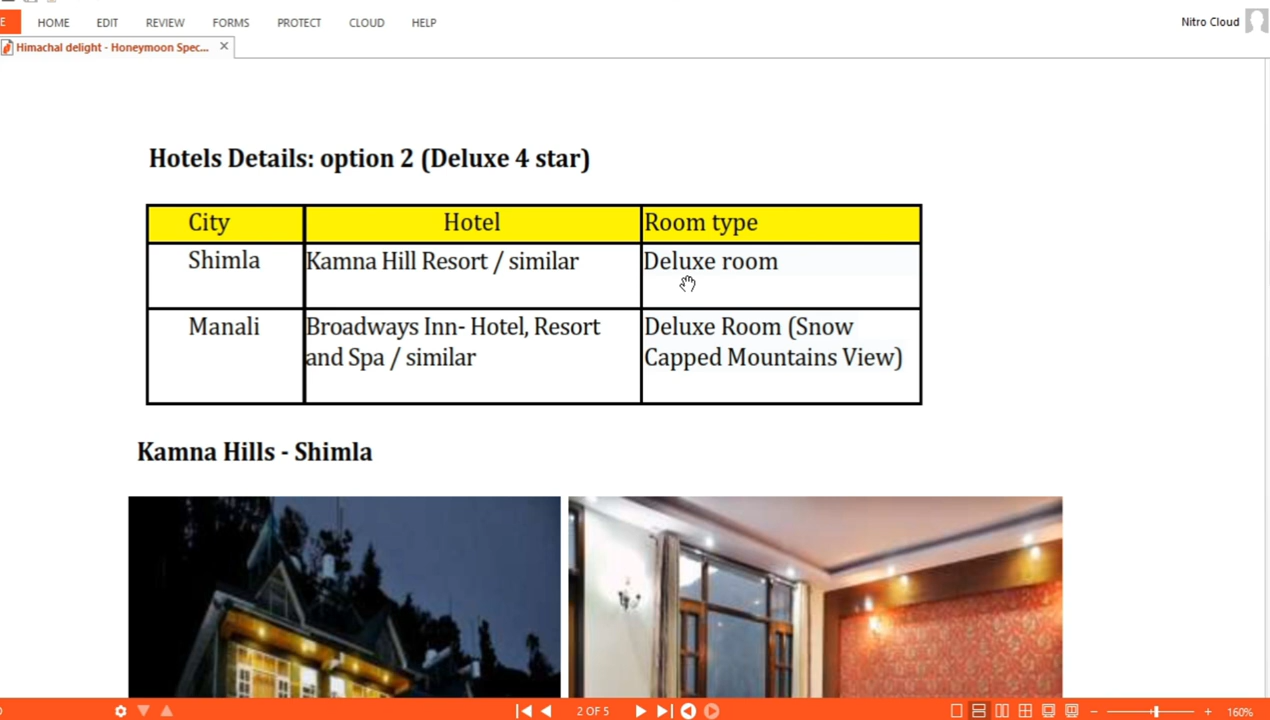 HOME EDIT REVIEW FORMS PROTECT CLOUD HELP
Nitro Cloud
Himachal delight - Honeymoon Spec...
Hotels Details: option 2 (Deluxe 4 star)
City Hotel Room type
Shimla Kamna Hill Resort / similar Deluxe room
Manali Broadways Inn- Hotel, Resort Deluxe Room (Snow
and Spa / similar Capped Mountains View)
Kamna Hills - Shimla
2 OF 5
160%